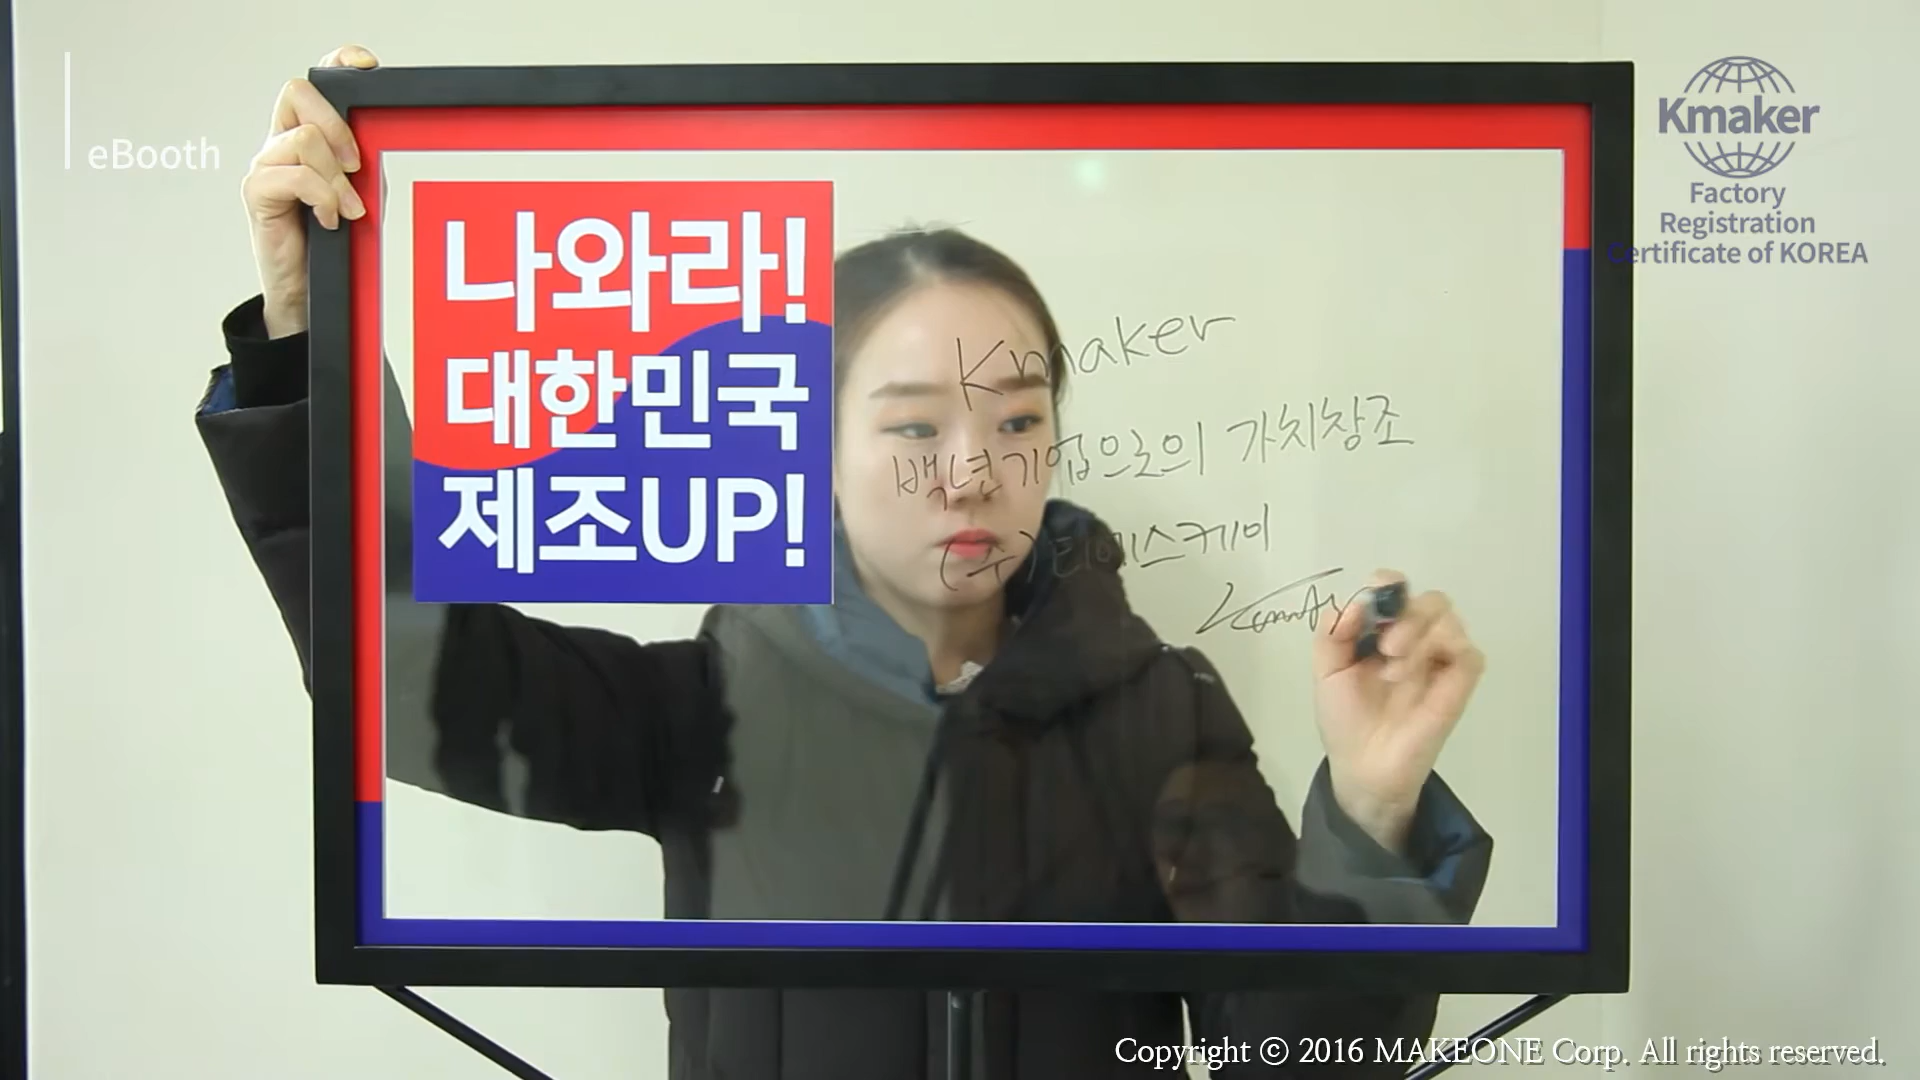 eBooth
Kmaker
Factory
Registration
Certificate of KOREA
나와라!
대한민국
제조UP!
Kmaker
백년기업으로의 가치창조
(주)티에스케이
Copyright ⓒ 2016 MAKEONE Corp. All rights reserved.